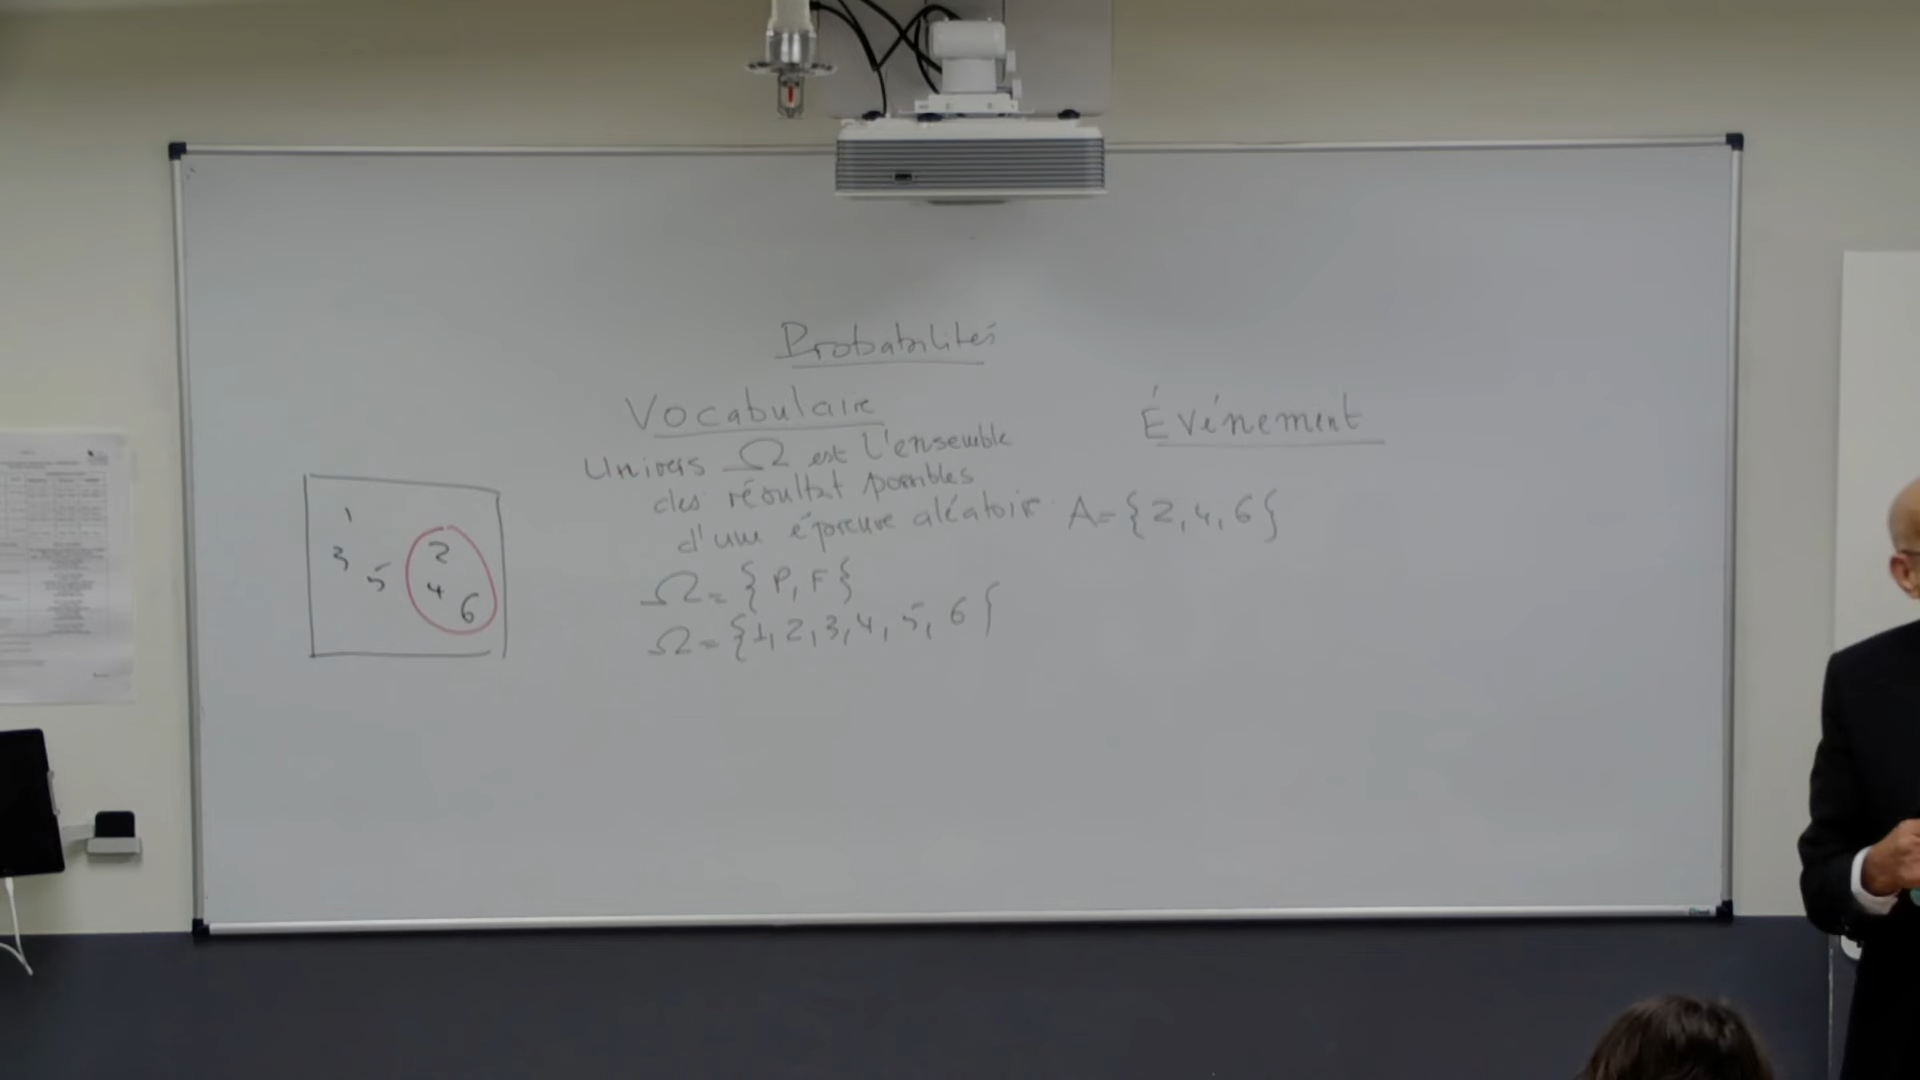 Probabilités
Vocabulaire
Univers Ω est l'ensemble
des résultat possibles
d'une épreuve aléatoire
Ω = {P, F}
Ω = {1, 2, 3, 4, 5, 6}
Événement
A = {2, 4, 6}
1
3 5
2
4
6